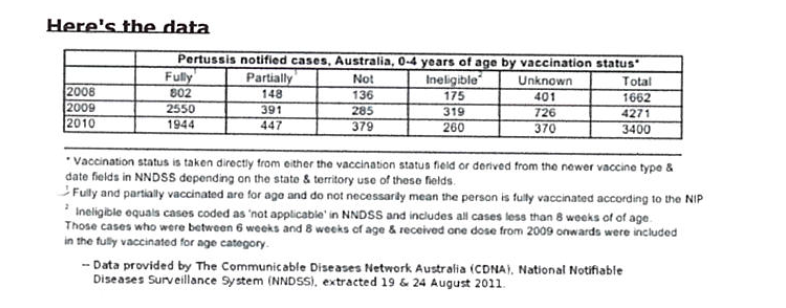 Here's the data
Pertussis notified cases, Australia, 0-4 years of age by vaccination status*
Fully¹ Partially¹ Not Ineligible² Unknown Total
2008 802 148 136 175 401 1662
2009 2550 391 285 319 726 4271
2010 1944 447 379 260 370 3400
* Vaccination status is taken directly from either the vaccination status field or derived from the newer vaccine type &
date fields in NNDSS depending on the state & territory use of these fields.
¹ Fully and partially vaccinated are for age and do not necessarily mean the person is fully vaccinated according to the NIP
² Ineligible equals cases coded as 'not applicable' in NNDSS and includes all cases less than 8 weeks of of age.
Those cases who were between 6 weeks and 8 weeks of age & received one dose from 2009 onwards were included
in the fully vaccinated for age category.
-- Data provided by The Communicable Diseases Network Australia (CDNA), National Notifiable
Diseases Surveillance System (NNDSS), extracted 19 & 24 August 2011.